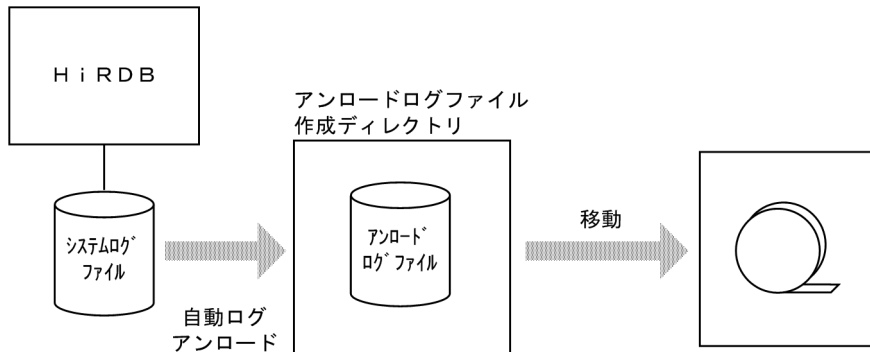 ＨｉＲＤＢ
アンロードログファイル
作成ディレクトリ
ｼｽﾃﾑﾛｸﾞ
ﾌｧｲﾙ
ｱﾝﾛｰﾄﾞ
ﾛｸﾞﾌｧｲﾙ
移動
自動ログ
アンロード